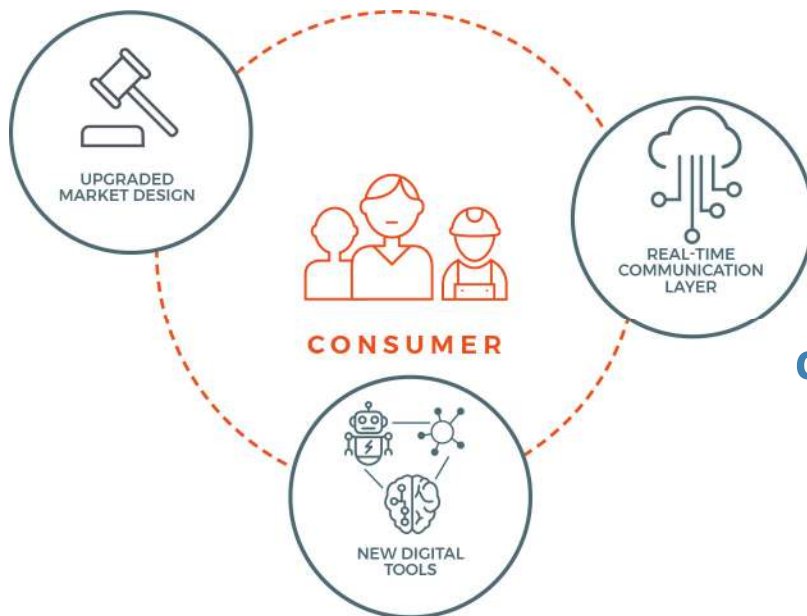 UPGRADED
MARKET DESIGN
REAL-TIME
COMMUNICATION
LAYER
CONSUMER
NEW DIGITAL
TOOLS